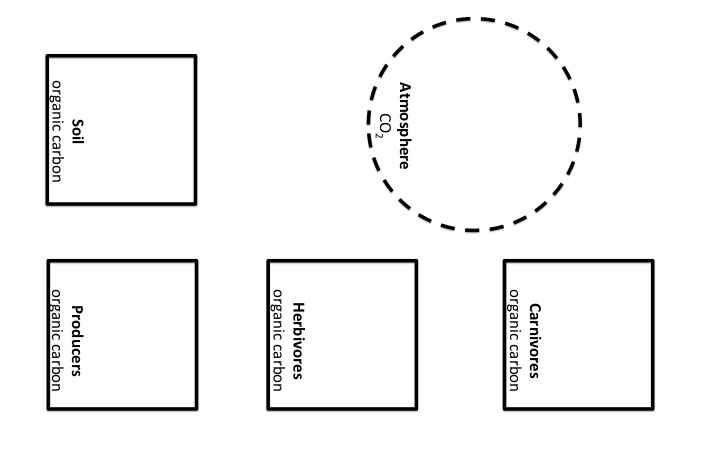 Soil
organic carbon
Atmosphere
CO₂
Producers
organic carbon
Herbivores
organic carbon
Carnivores
organic carbon